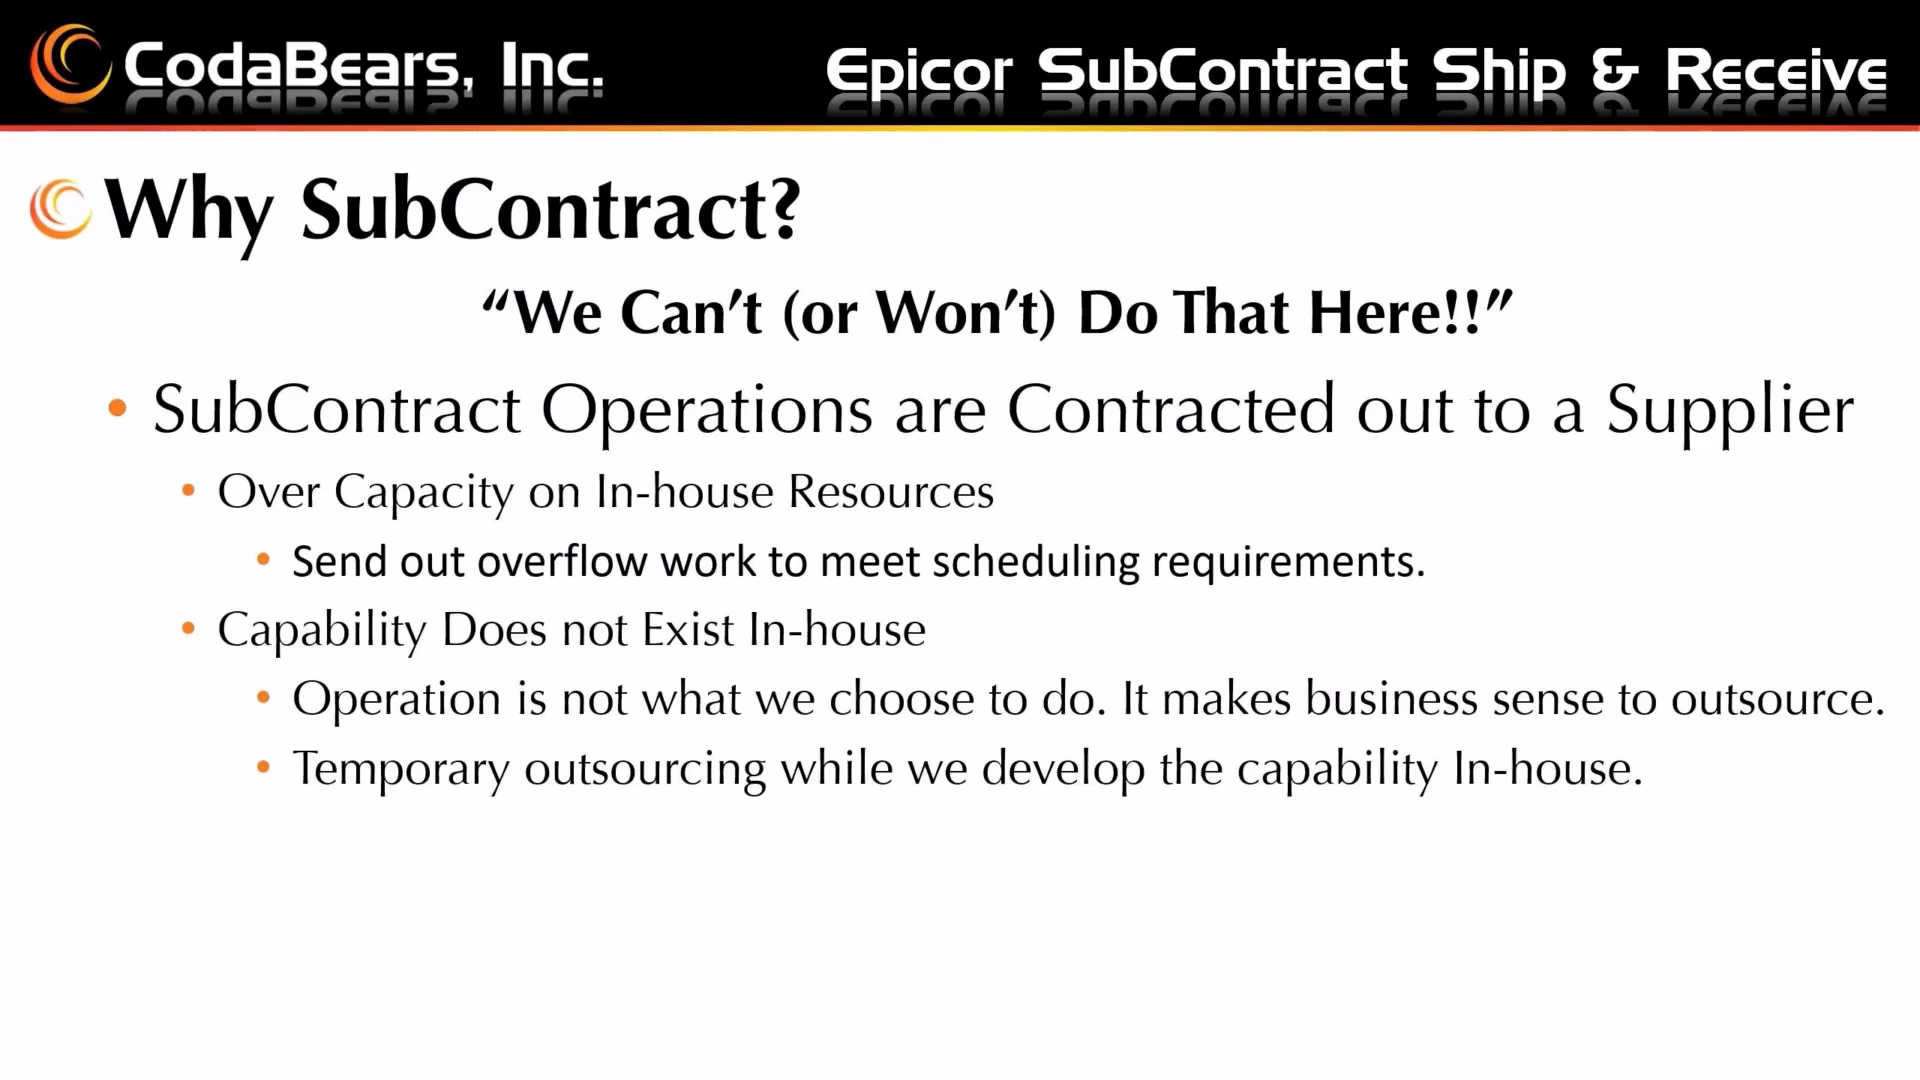 CodaBears, Inc.
Epicor SubContract Ship & Receive
Why SubContract?
“We Can’t (or Won’t) Do That Here!!”
• SubContract Operations are Contracted out to a Supplier
• Over Capacity on In-house Resources
• Send out overflow work to meet scheduling requirements.
• Capability Does not Exist In-house
• Operation is not what we choose to do. It makes business sense to outsource.
• Temporary outsourcing while we develop the capability In-house.